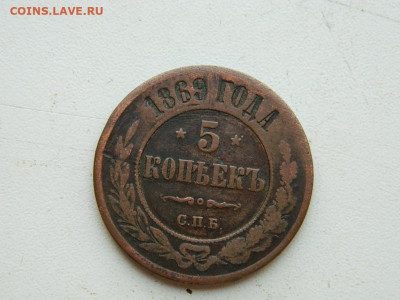 COINS.LAVE.RU
1869 ГОДА
* 5 *
КОПѢЕКЪ
С.П.Б.